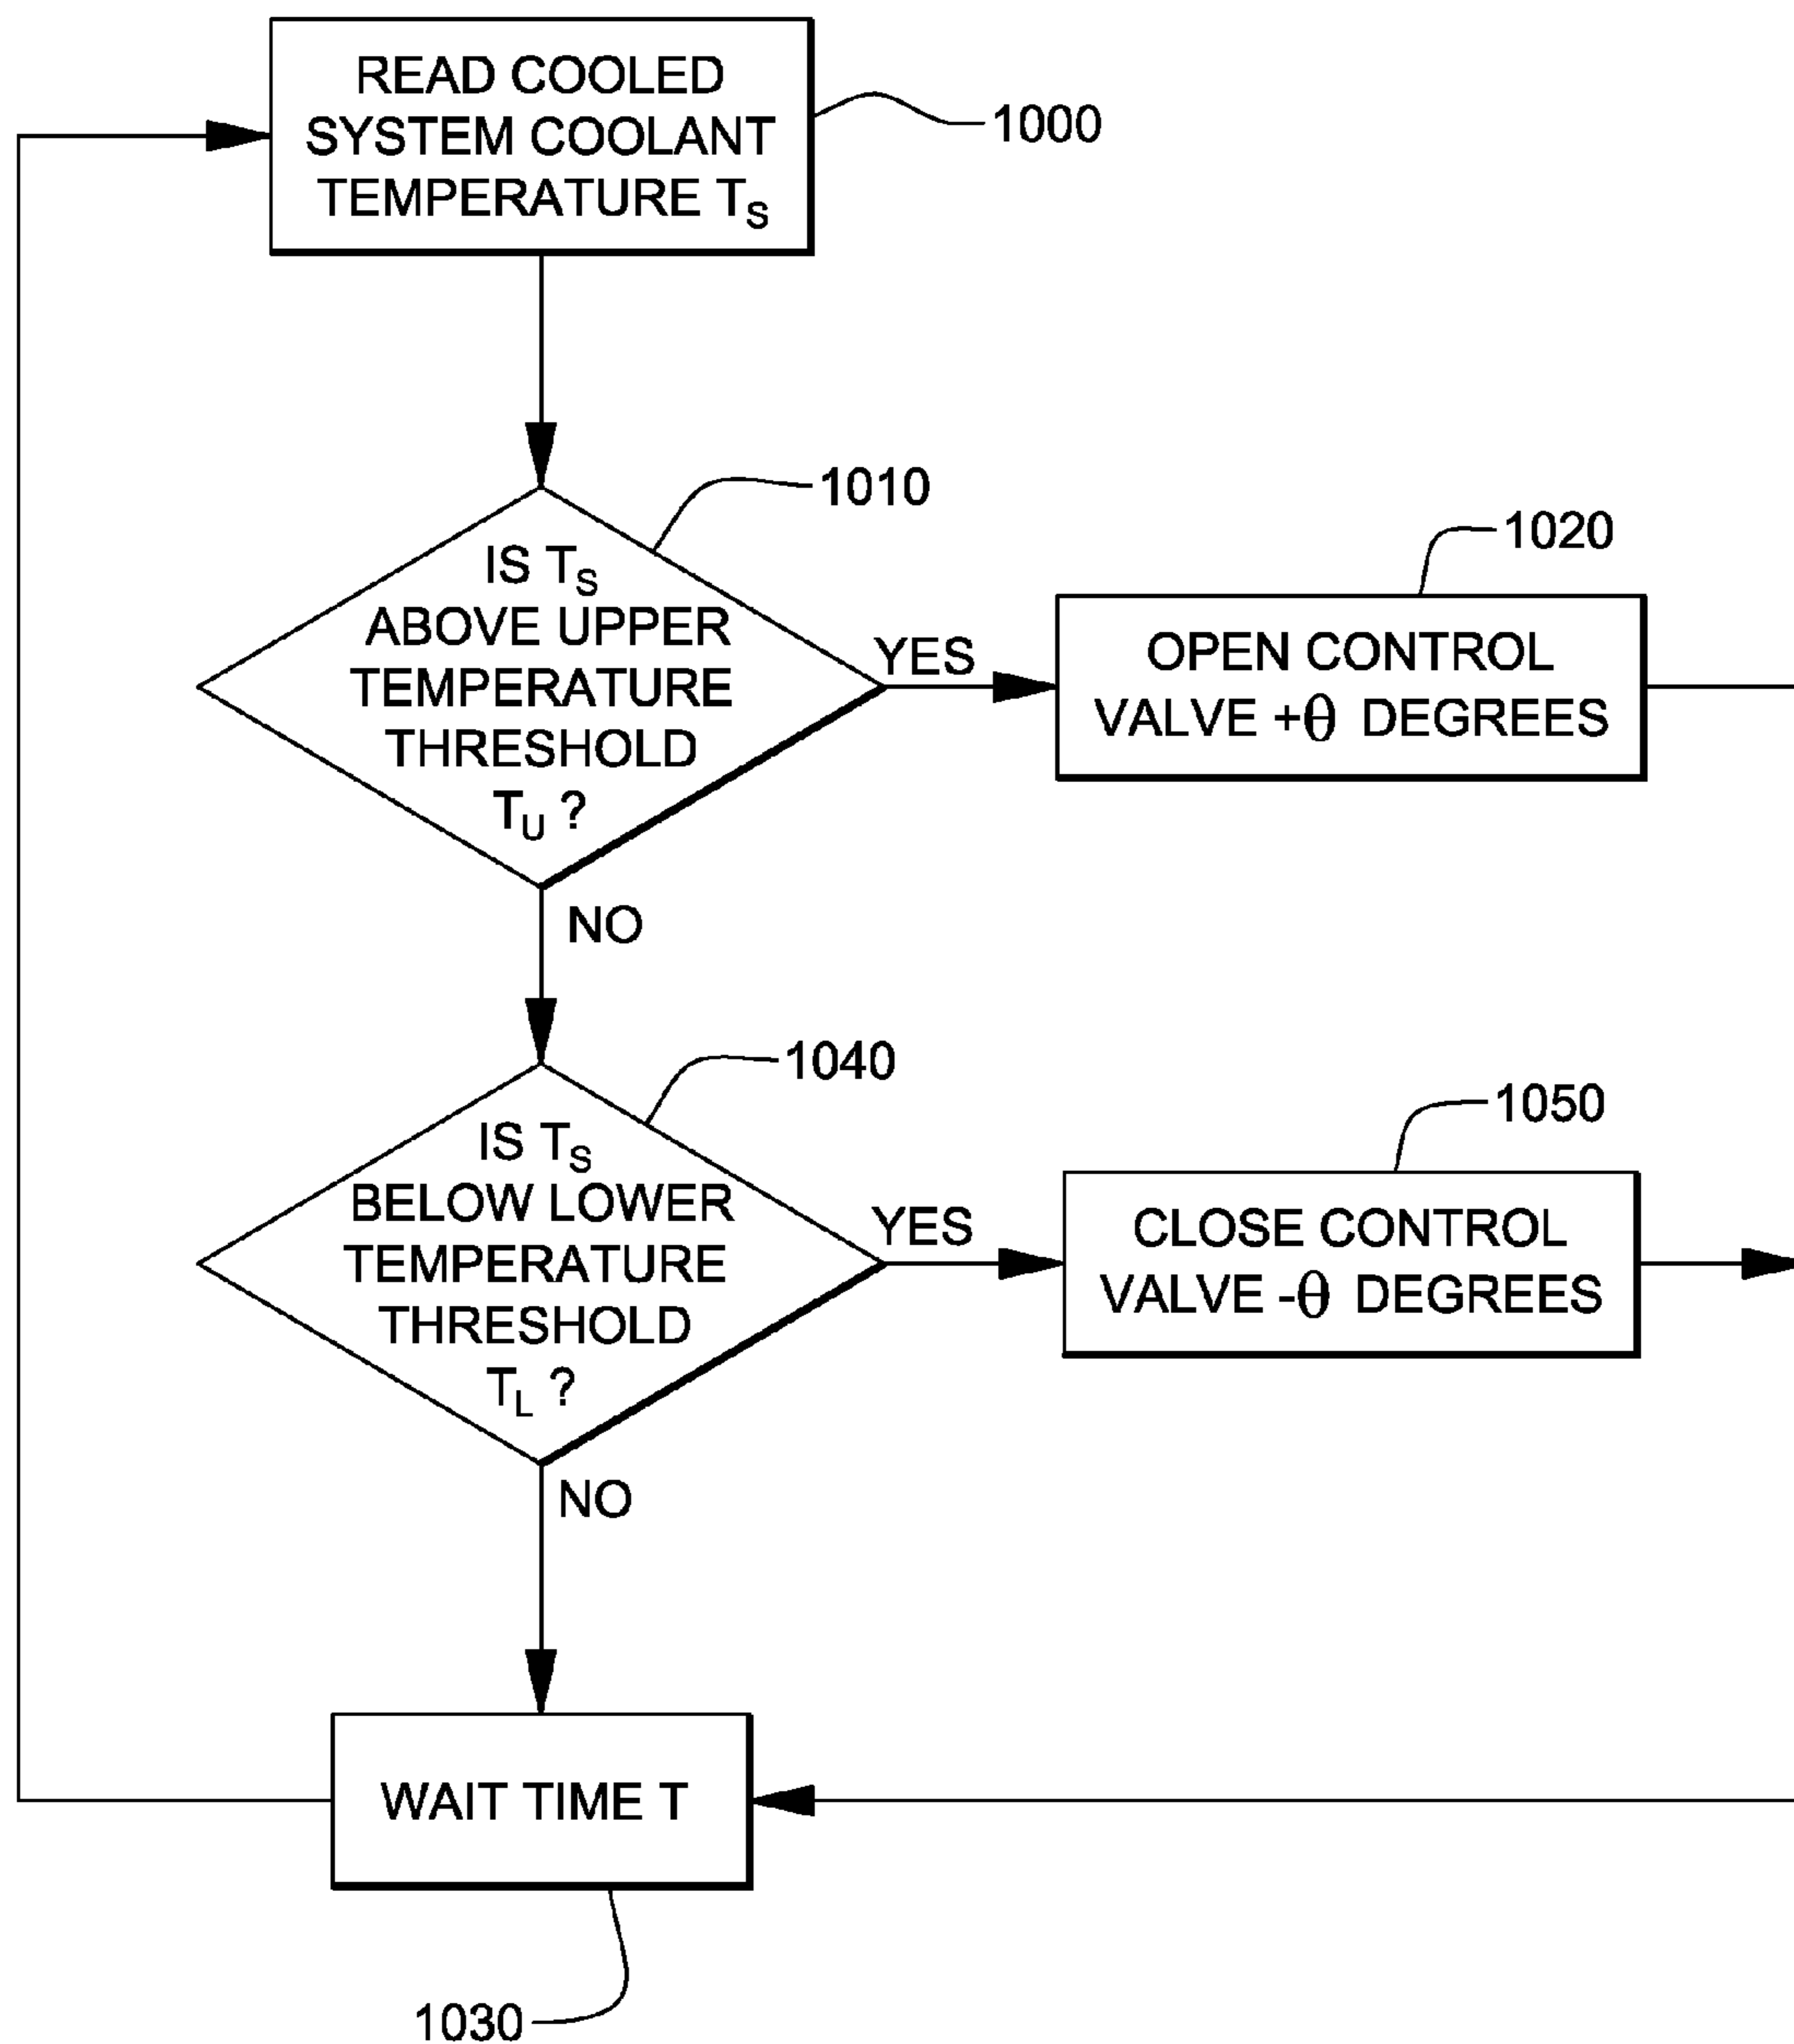 READ COOLED
SYSTEM COOLANT
TEMPERATURE TS
1000
IS TS
ABOVE UPPER
TEMPERATURE
THRESHOLD
TU ?
1010
YES
OPEN CONTROL
VALVE +θ DEGREES
1020
NO
IS TS
BELOW LOWER
TEMPERATURE
THRESHOLD
TL ?
1040
YES
CLOSE CONTROL
VALVE -θ DEGREES
1050
NO
WAIT TIME T
1030